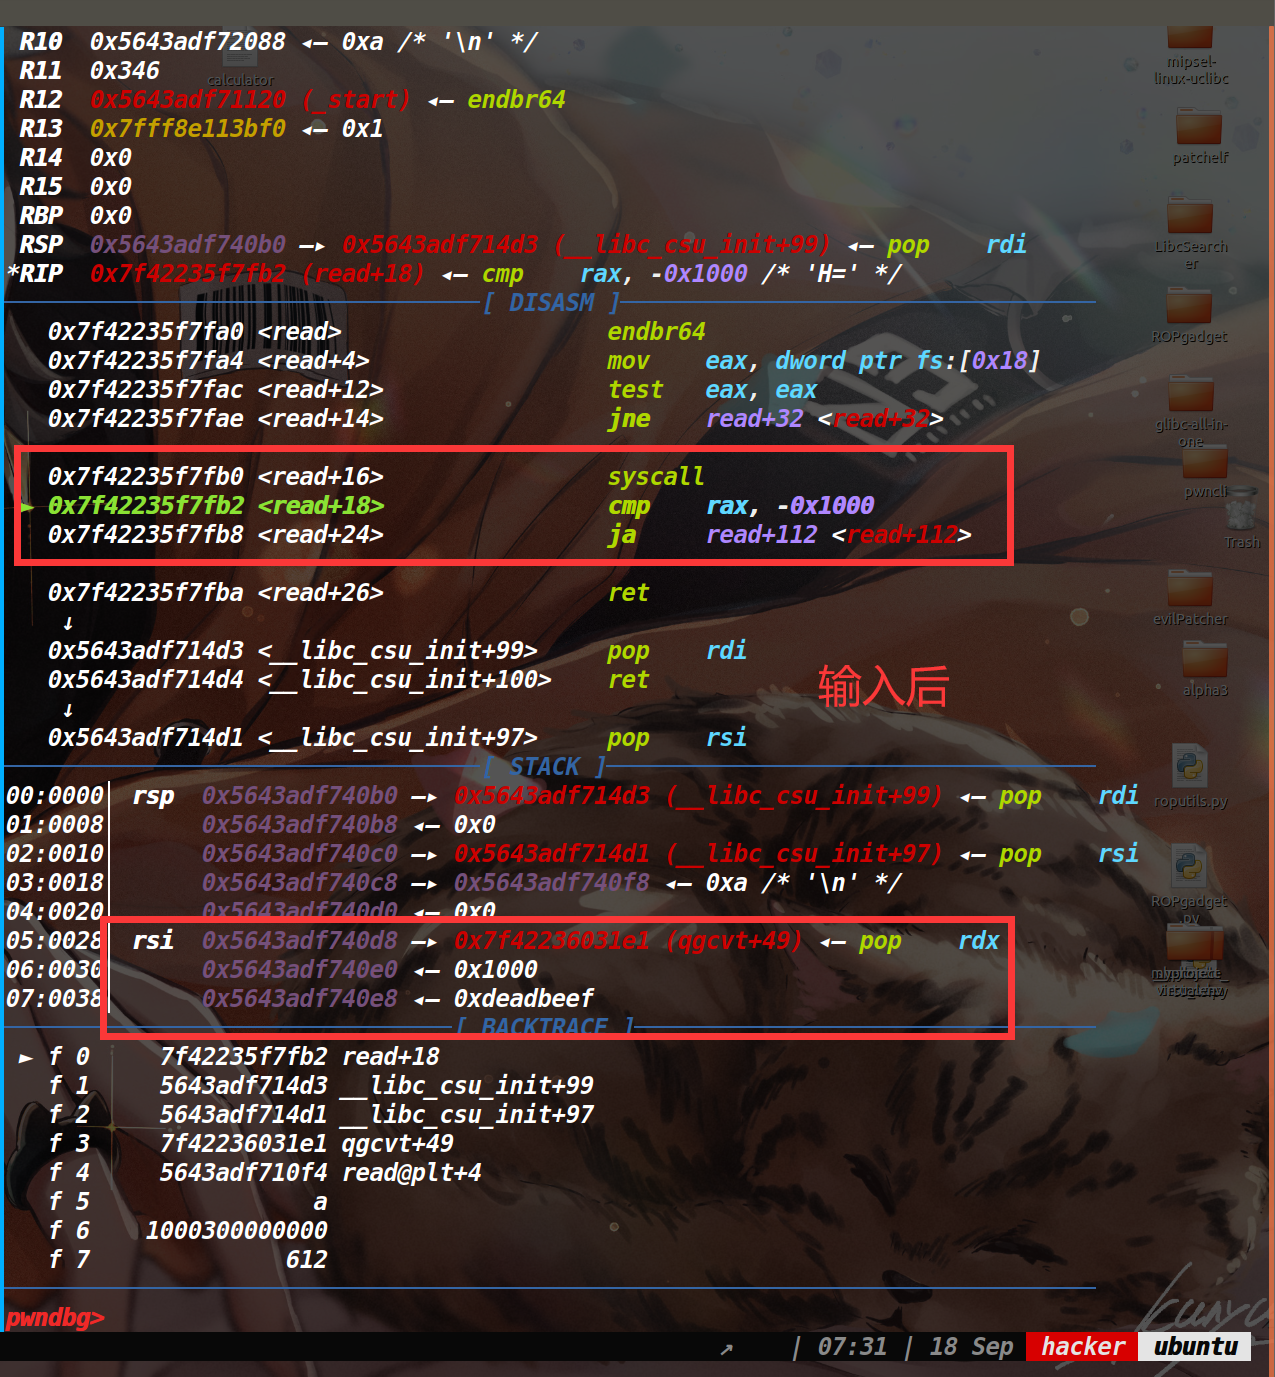 R10  0x5643adf72088 ◂— 0xa /* '\n' */
R11  0x346
calculator
R12  0x5643adf71120 (_start) ◂— endbr64
R13  0x7fff8e113bf0 ◂— 0x1
R14  0x0
R15  0x0
RBP  0x0
RSP  0x5643adf740b0 —▸ 0x5643adf714d3 (__libc_csu_init+99) ◂— pop    rdi
*RIP  0x7f42235f7fb2 (read+18) ◂— cmp    rax, -0x1000 /* 'H=' */
[ DISASM ]
0x7f42235f7fa0 <read>    endbr64
0x7f42235f7fa4 <read+4>    mov    eax, dword ptr fs:[0x18]
0x7f42235f7fac <read+12>    test   eax, eax
0x7f42235f7fae <read+14>    jne    read+32 <read+32>
0x7f42235f7fb0 <read+16>    syscall
► 0x7f42235f7fb2 <read+18>    cmp    rax, -0x1000
0x7f42235f7fb8 <read+24>    ja     read+112 <read+112>
0x7f42235f7fba <read+26>    ret
↓
0x5643adf714d3 <__libc_csu_init+99>    pop    rdi
0x5643adf714d4 <__libc_csu_init+100>    ret
输入后
↓
0x5643adf714d1 <__libc_csu_init+97>    pop    rsi
[ STACK ]
00:0000│ rsp  0x5643adf740b0 —▸ 0x5643adf714d3 (__libc_csu_init+99) ◂— pop    rdi
01:0008│      0x5643adf740b8 ◂— 0x0
02:0010│      0x5643adf740c0 —▸ 0x5643adf714d1 (__libc_csu_init+97) ◂— pop    rsi
03:0018│      0x5643adf740c8 —▸ 0x5643adf740f8 ◂— 0xa /* '\n' */
04:0020│      0x5643adf740d0 ◂— 0x0
05:0028│ rsi  0x5643adf740d8 —▸ 0x7f42236031e1 (qgcvt+49) ◂— pop    rdx
06:0030│      0x5643adf740e0 ◂— 0x1000
07:0038│      0x5643adf740e8 ◂— 0xdeadbeef
[ BACKTRACE ]
► f 0     7f42235f7fb2 read+18
f 1     5643adf714d3 __libc_csu_init+99
f 2     5643adf714d1 __libc_csu_init+97
f 3     7f42236031e1 qgcvt+49
f 4     5643adf710f4 read@plt+4
f 5                a
f 6    1000300000000
f 7              612
pwndbg>
↗    | 07:31 | 18 Sep  hacker  ubuntu
mipsel-
linux-uclibc
patchelf
LibcSearch
er
ROPgadget
glibc-all-in-
one
pwncli
Trash
evilPatcher
alpha3
roputils.py
ROPgadget
.py